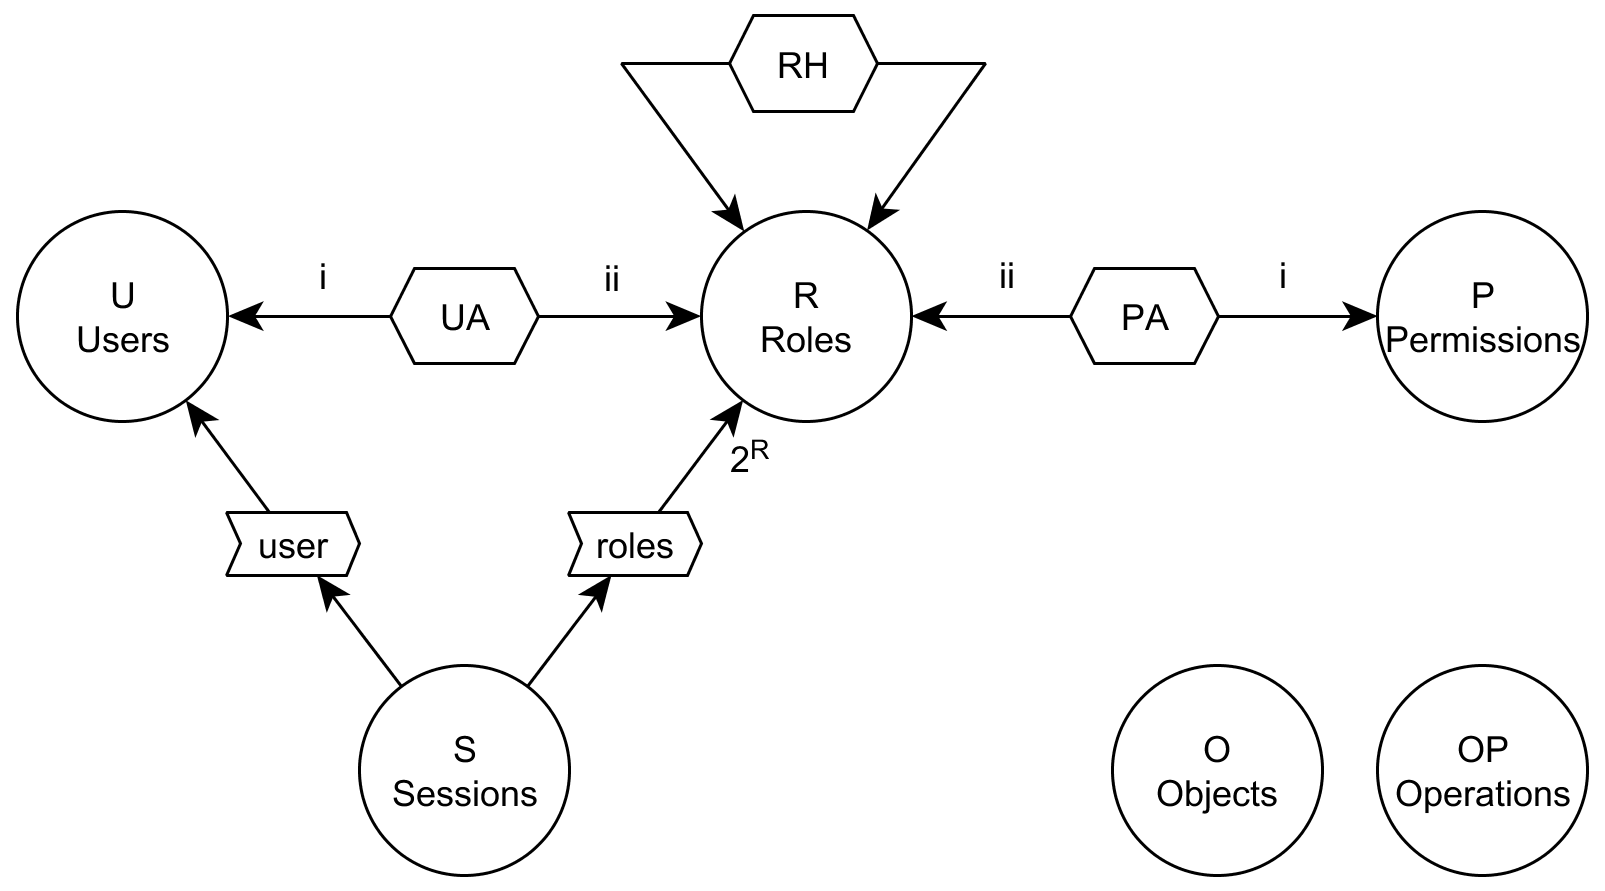 RH
U
Users
i
UA
ii
R
Roles
ii
PA
i
P
Permissions
2^R
user
roles
S
Sessions
O
Objects
OP
Operations